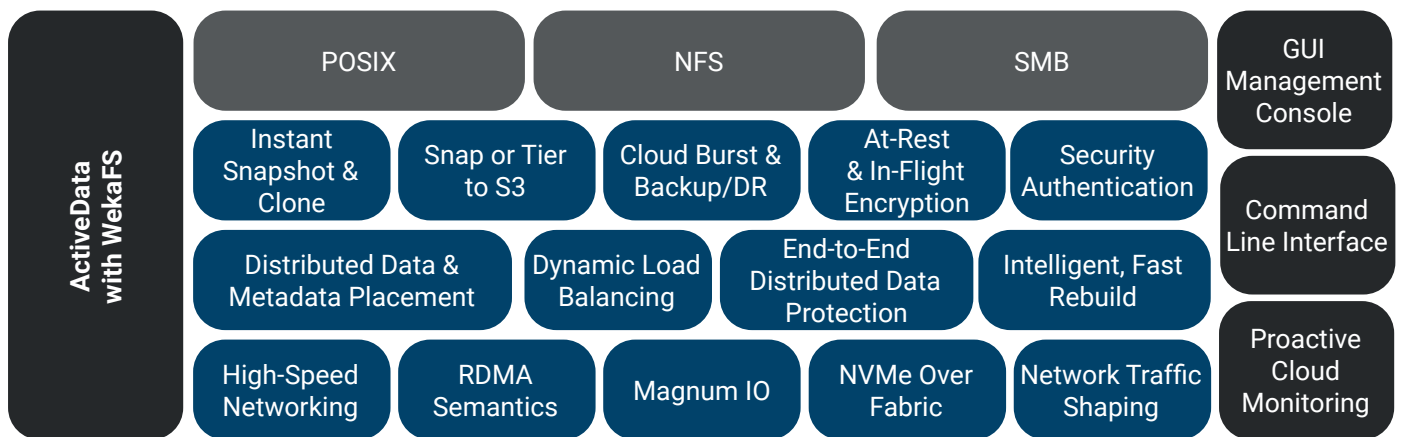 ActiveData
with WekaFS
POSIX
NFS
SMB
GUI
Management
Console
Instant
Snapshot &
Clone
Snap or Tier
to S3
Cloud Burst &
Backup/DR
At-Rest
& In-Flight
Encryption
Security
Authentication
Command
Line Interface
Distributed Data &
Metadata Placement
Dynamic Load
Balancing
End-to-End
Distributed Data
Protection
Intelligent, Fast
Rebuild
Proactive
Cloud
Monitoring
High-Speed
Networking
RDMA
Semantics
Magnum IO
NVMe Over
Fabric
Network Traffic
Shaping